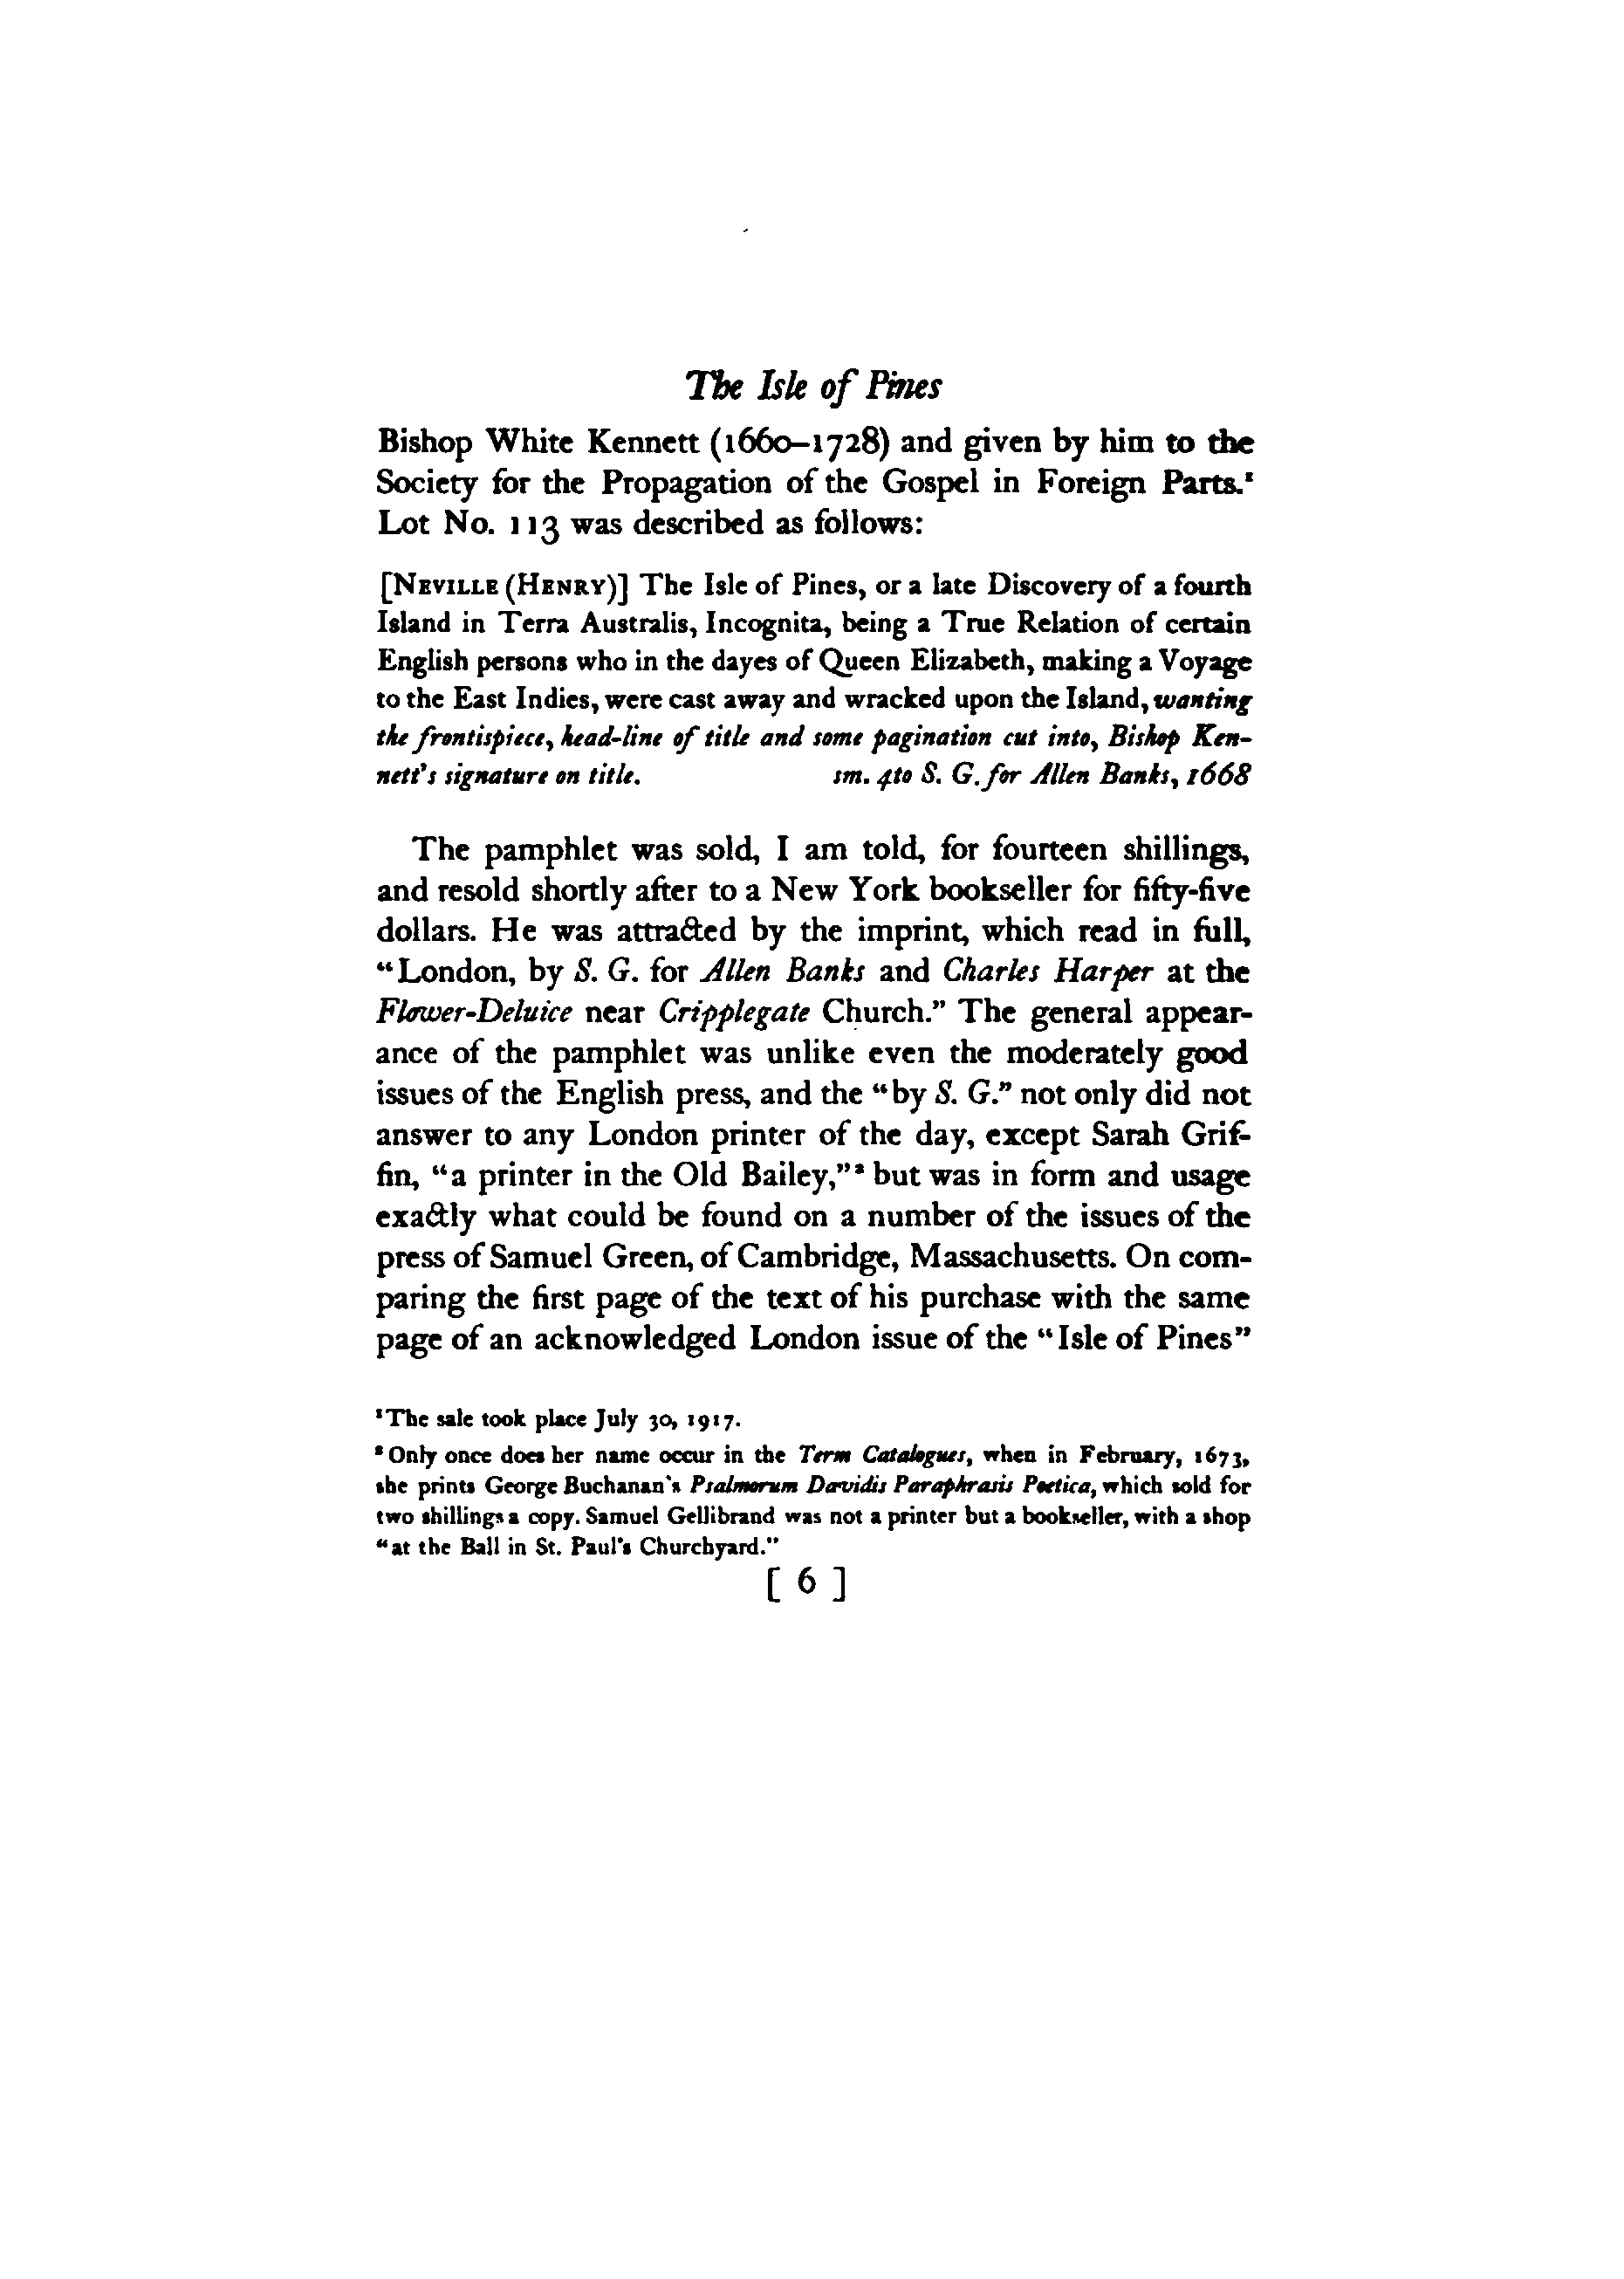 The Isle of Pines
Bishop White Kennett (1660–1728) and given by him to the
Society for the Propagation of the Gospel in Foreign Parts.¹
Lot No. 113 was described as follows:
[NEVILLE (HENRY)] The Isle of Pines, or a late Discovery of a fourth
Island in Terra Australis, Incognita, being a True Relation of certain
English persons who in the dayes of Queen Elizabeth, making a Voyage
to the East Indies, were cast away and wracked upon the Island, wanting
the frontispiece, head-line of title and some pagination cut into, Bishop Ken-
nett's signature on title. sm. 4to S. G. for Allen Banks, 1668
The pamphlet was sold, I am told, for fourteen shillings,
and resold shortly after to a New York bookseller for fifty-five
dollars. He was attracted by the imprint, which read in full,
“London, by S. G. for Allen Banks and Charles Harper at the
Flower-Deluice near Cripplegate Church.” The general appear-
ance of the pamphlet was unlike even the moderately good
issues of the English press, and the “by S. G.” not only did not
answer to any London printer of the day, except Sarah Grif-
fin, “a printer in the Old Bailey,”² but was in form and usage
exactly what could be found on a number of the issues of the
press of Samuel Green, of Cambridge, Massachusetts. On com-
paring the first page of the text of his purchase with the same
page of an acknowledged London issue of the “Isle of Pines”
¹The sale took place July 30, 1917.
²Only once does her name occur in the Term Catalogues, when in February, 1673,
she prints George Buchanan's Psalmorum Davidis Paraphrasis Poetica, which sold for
two shillings a copy. Samuel Gellibrand was not a printer but a bookseller, with a shop
“at the Ball in St. Paul's Churchyard.”
[ 6 ]